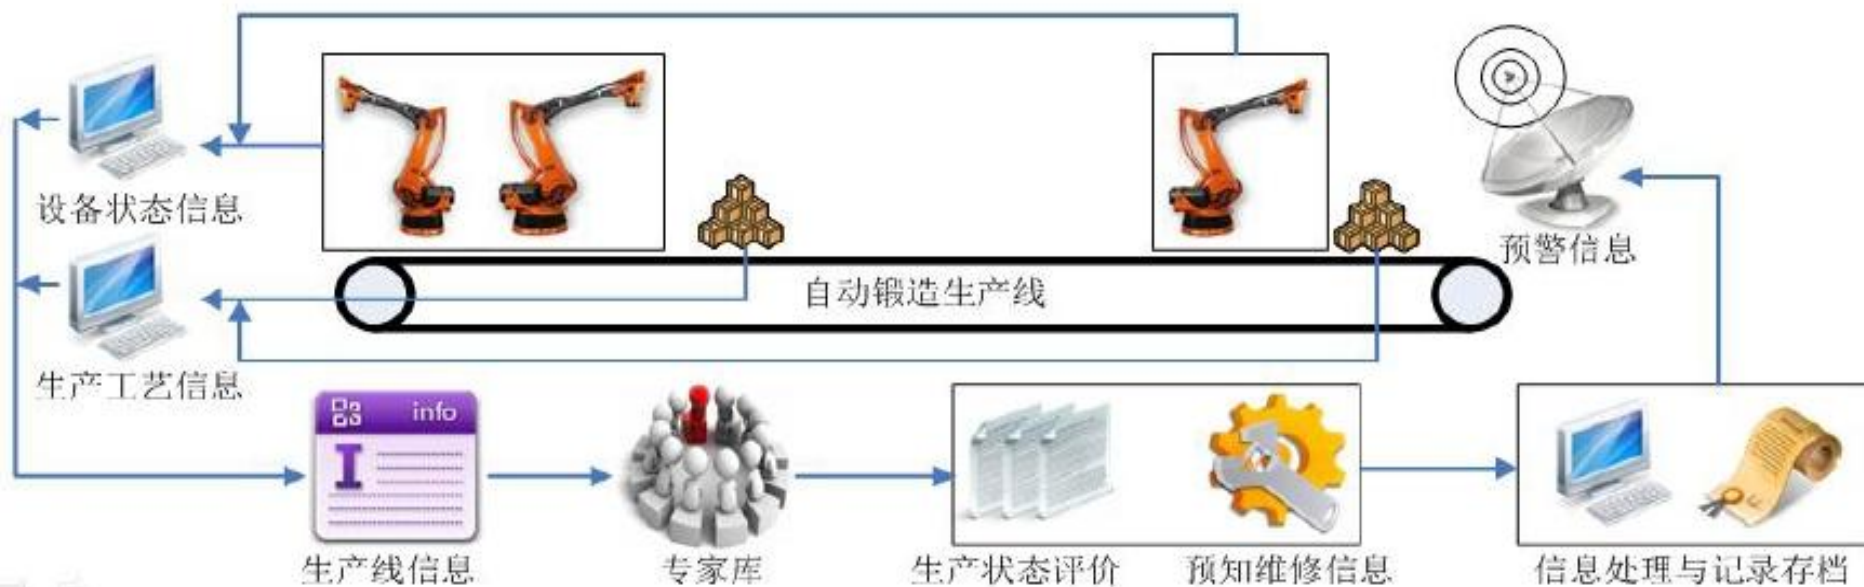 设备状态信息
自动锻造生产线
预警信息
生产工艺信息
info
I
生产线信息
专家库
生产状态评价
预知维修信息
信息处理与记录存档